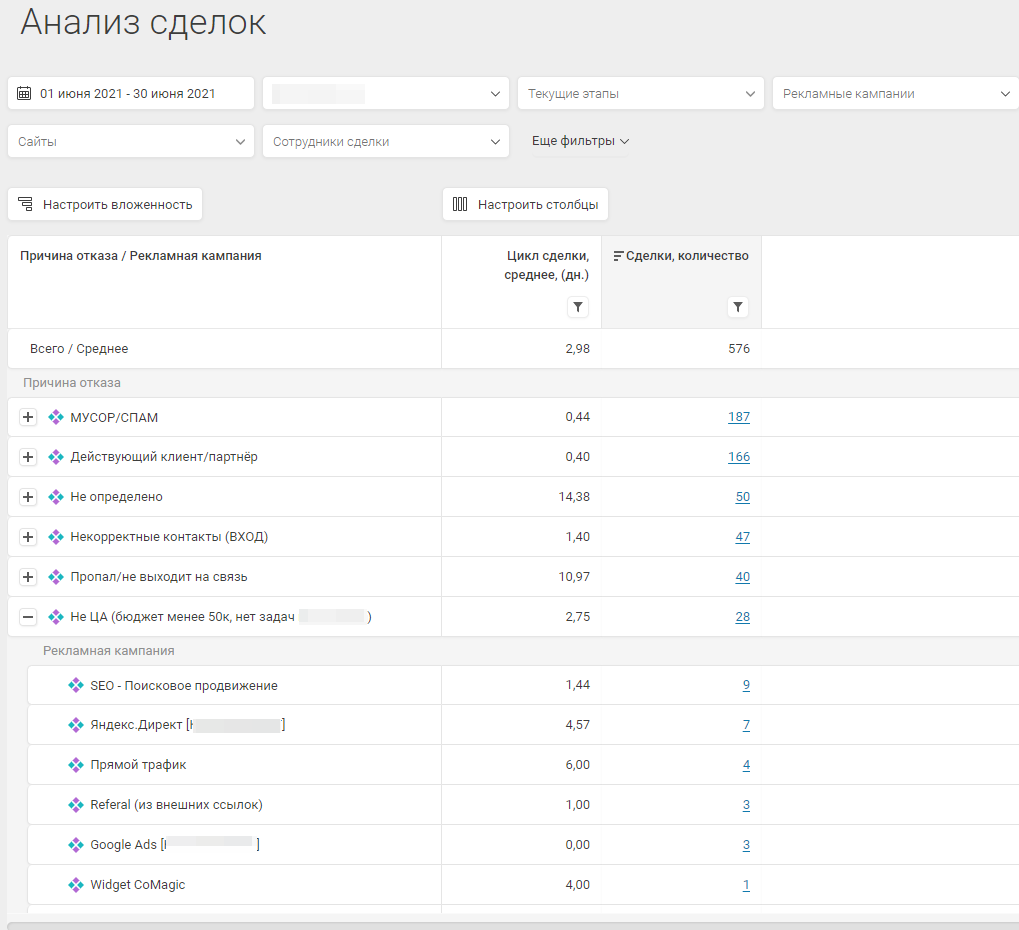 Анализ сделок
01 июня 2021 - 30 июня 2021
Текущие этапы
Рекламные кампании
Сайты
Сотрудники сделки
Еще фильтры
Настроить вложенность
Настроить столбцы
Причина отказа / Рекламная кампания
Цикл сделки,
среднее, (дн.)
Сделки, количество
Всего / Среднее 2,98 576
Причина отказа
МУСОР/СПАМ 0,44 187
Действующий клиент/партнёр 0,40 166
Не определено 14,38 50
Некорректные контакты (ВХОД) 1,40 47
Пропал/не выходит на связь 10,97 40
Не ЦА (бюджет менее 50к, нет задач ) 2,75 28
Рекламная кампания
SEO - Поисковое продвижение 1,44 9
Яндекс.Директ [ ] 4,57 7
Прямой трафик 6,00 4
Referal (из внешних ссылок) 1,00 3
Google Ads [ ] 0,00 3
Widget CoMagic 4,00 1